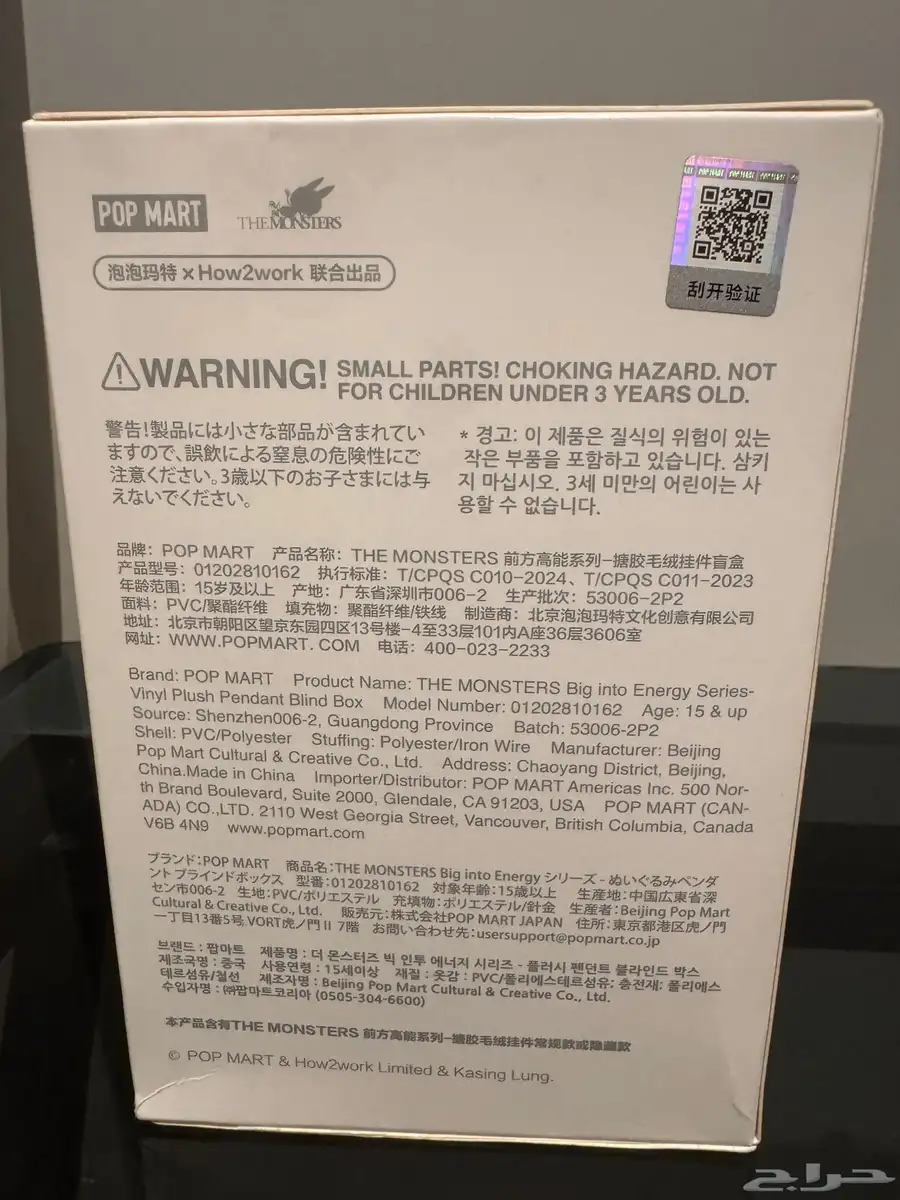 POP MART
THE MONSTERS
泡泡玛特 × How2work 联合出品
POP MART POP MART POP MART
刮开验证
WARNING! SMALL PARTS! CHOKING HAZARD. NOT
FOR CHILDREN UNDER 3 YEARS OLD.
警告!製品には小さな部品が含まれてい
ますので、誤飲による窒息の危険性にご
注意ください。3歳以下のお子さまには与
えないでください。
* 경고: 이 제품은 질식의 위험이 있는
작은 부품을 포함하고 있습니다. 삼키
지 마십시오. 3세 미만의 어린이는 사
용할 수 없습니다.
品牌: POP MART 产品名称: THE MONSTERS 前方高能系列-搪胶毛绒挂件盲盒
产品型号: 01202810162 执行标准: T/CPQS C010-2024、T/CPQS C011-2023
年龄范围: 15岁及以上 产地: 广东省深圳市006-2 生产批次: 53006-2P2
面料: PVC/聚酯纤维 填充物: 聚酯纤维/铁线 制造商: 北京泡泡玛特文化创意有限公司
地址: 北京市朝阳区望京东园四区13号楼-4至33层101内A座36层3606室
网址: WWW.POPMART.COM 电话: 400-023-2233
Brand: POP MART Product Name: THE MONSTERS Big into Energy Series-
Vinyl Plush Pendant Blind Box Model Number: 01202810162 Age: 15 & up
Source: Shenzhen006-2, Guangdong Province Batch: 53006-2P2
Shell: PVC/Polyester Stuffing: Polyester/Iron Wire Manufacturer: Beijing
Pop Mart Cultural & Creative Co., Ltd. Address: Chaoyang District, Beijing,
China.Made in China Importer/Distributor: POP MART Americas Inc. 500 Nor-
th Brand Boulevard, Suite 2000, Glendale, CA 91203, USA POP MART (CAN-
ADA) CO.,LTD. 2110 West Georgia Street, Vancouver, British Columbia, Canada
V6B 4N9 www.popmart.com
ブランド:POP MART 商品名:THE MONSTERS Big into Energy シリーズ - ぬいぐるみペンダ
ント ブラインドボックス 型番:01202810162 対象年齢:15歳以上 生産地:中国広東省深
セン市006-2 生地:PVC/ポリエステル 充填物:ポリエステル/針金 生産者:Beijing Pop Mart
Cultural & Creative Co., Ltd. 販売元:株式会社POP MART JAPAN 住所:東京都港区虎ノ門
一丁目13番5号 VORT虎ノ門Ⅱ 7階 お問い合わせ先:usersupport@popmart.co.jp
브랜드 : 팝마트 제품명 : 더 몬스터즈 빅 인투 에너지 시리즈 - 플러시 펜던트 블라인드 박스
제조국명 : 중국 사용연령 : 15세이상 재질 : 옷감 : PVC/폴리에스테르섬유; 충전재: 폴리에스
테르섬유/철선 제조자명 : Beijing Pop Mart Cultural & Creative Co., Ltd.
수입자명 : ㈜팝마트코리아 (0505-304-6600)
本产品含有THE MONSTERS 前方高能系列-搪胶毛绒挂件常规款或隐藏款
© POP MART & How2work Limited & Kasing Lung.
حراج